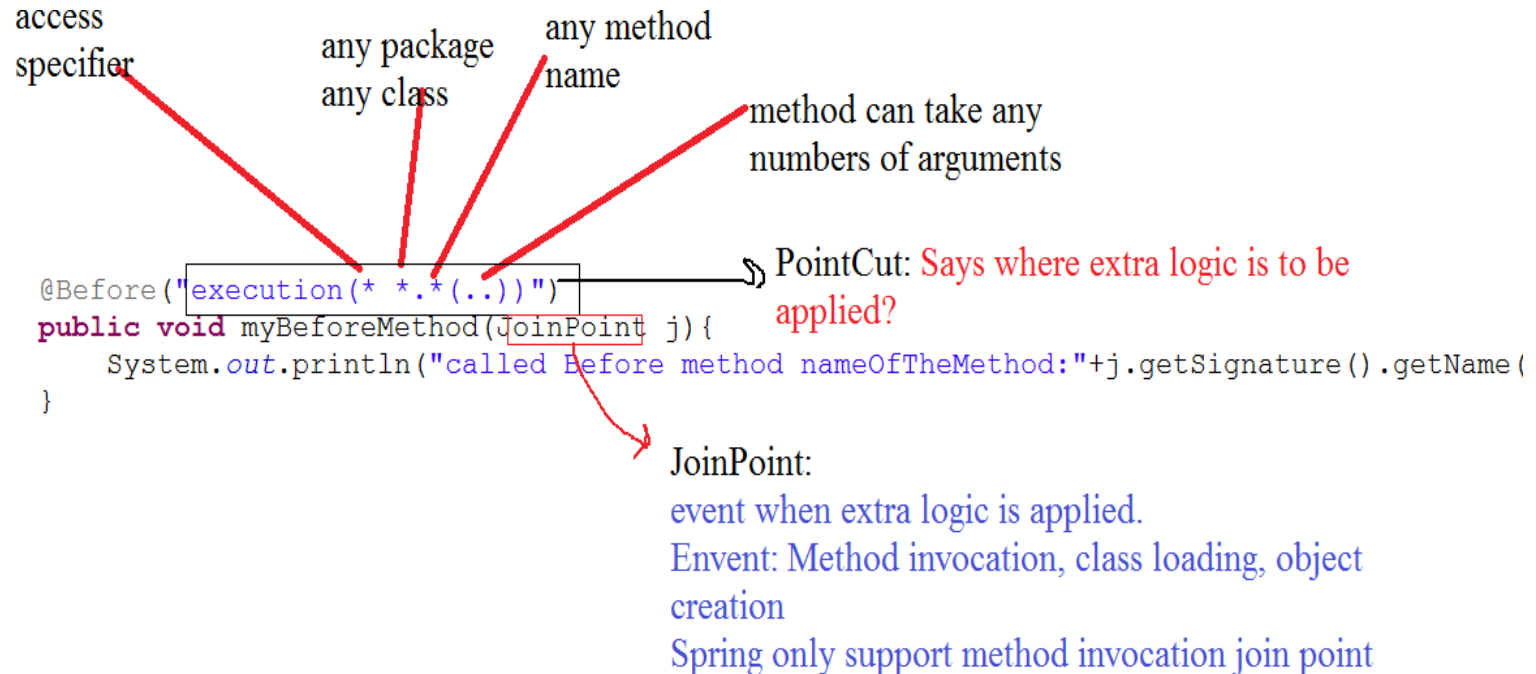 access
specifier
any package
any class
any method
name
method can take any
numbers of arguments
@Before("execution(* *.*(..))")
PointCut: Says where extra logic is to be
applied?
public void myBeforeMethod(JoinPoint j){
System.out.println("called Before method nameOfTheMethod:"+j.getSignature().getName(
}
JoinPoint:
event when extra logic is applied.
Envent: Method invocation, class loading, object
creation
Spring only support method invocation join point